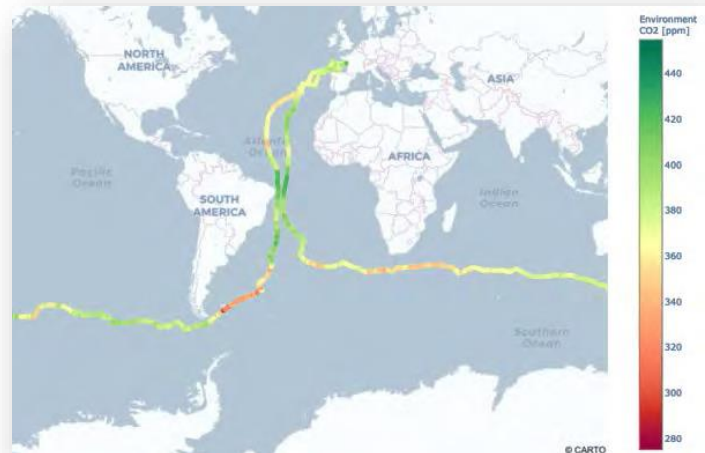 Environment
CO2 [ppm]
NORTH
AMERICA
ASIA
440
420
Atlantic
Ocean
AFRICA
400
Pacific
Ocean
SOUTH
AMERICA
Indian
Ocean
380
360
340
Southern
Ocean
320
300
280
© CARTO